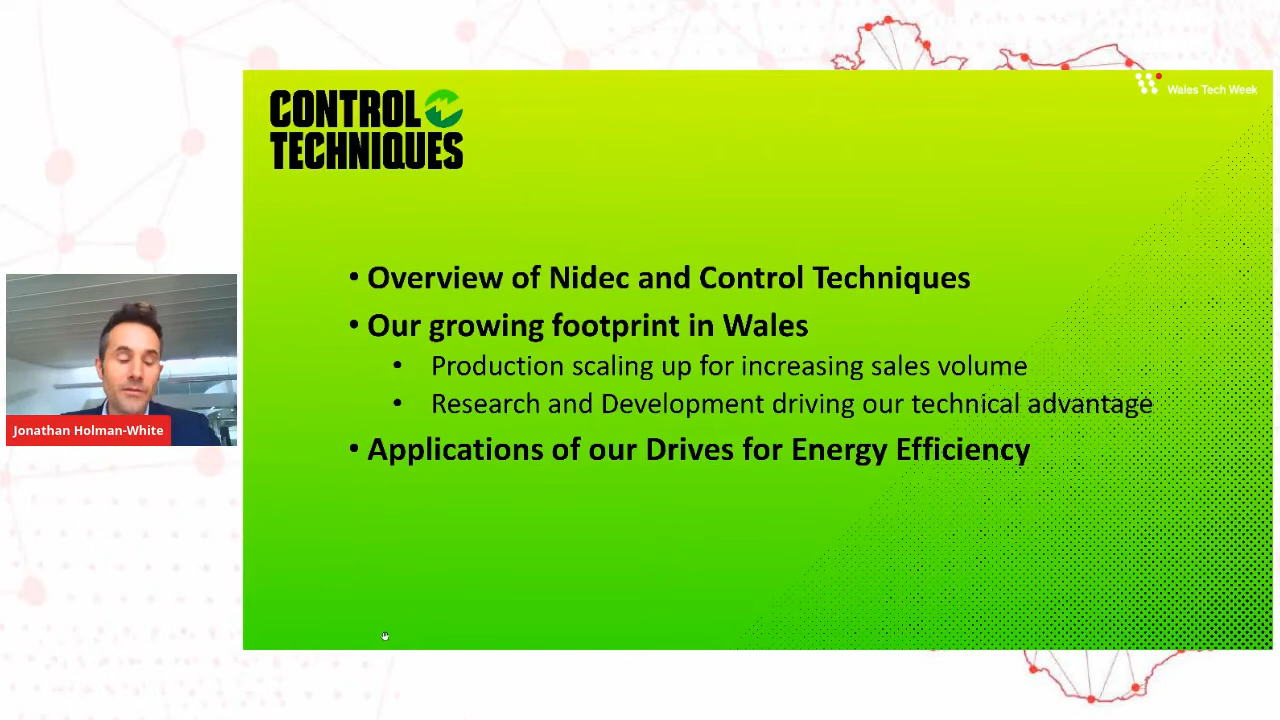 CONTROL
TECHNIQUES
Wales Tech Week
• Overview of Nidec and Control Techniques
• Our growing footprint in Wales
• Production scaling up for increasing sales volume
• Research and Development driving our technical advantage
• Applications of our Drives for Energy Efficiency
Jonathan Holman-White